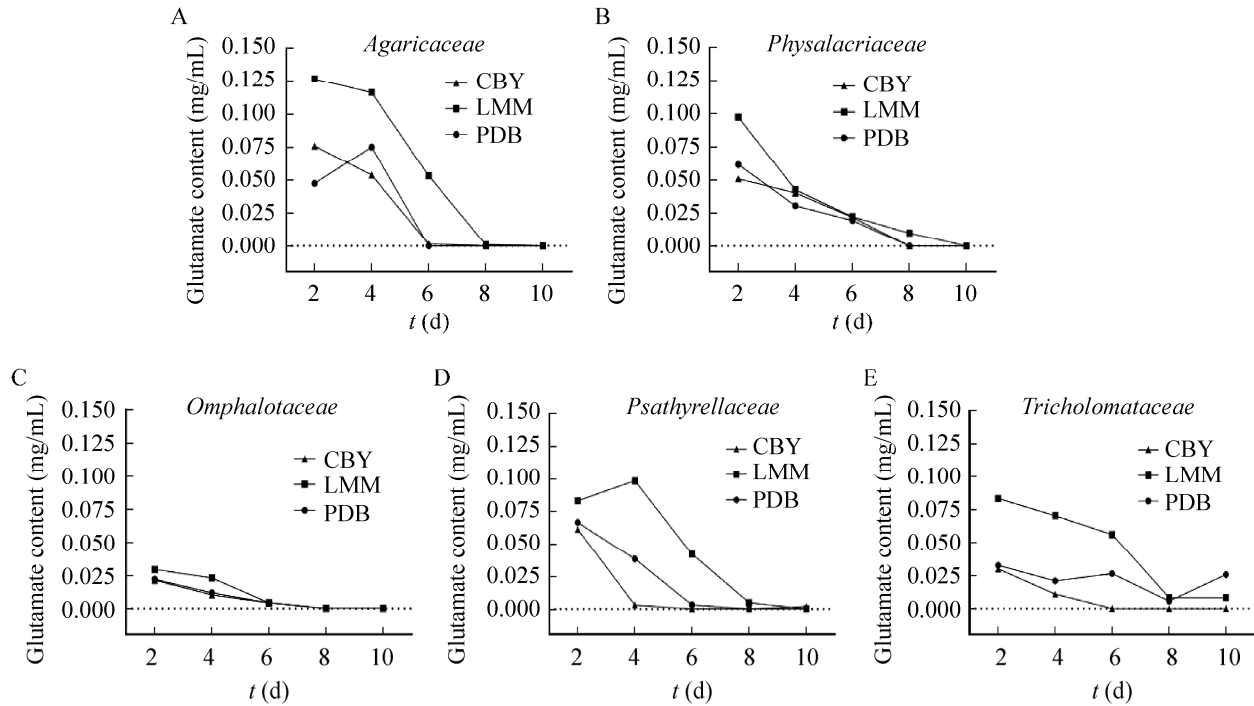 A
Agaricaceae
Glutamate content (mg/mL)
0.150
0.125
0.100
0.075
0.050
0.025
0.000
CBY
LMM
PDB
2 4 6 8 10
t (d)
B
Physalacriaceae
Glutamate content (mg/mL)
0.150
0.125
0.100
0.075
0.050
0.025
0.000
CBY
LMM
PDB
2 4 6 8 10
t (d)
C
Omphalotaceae
Glutamate content (mg/mL)
0.150
0.125
0.100
0.075
0.050
0.025
0.000
CBY
LMM
PDB
2 4 6 8 10
t (d)
D
Psathyrellaceae
Glutamate content (mg/mL)
0.150
0.125
0.100
0.075
0.050
0.025
0.000
CBY
LMM
PDB
2 4 6 8 10
t (d)
E
Tricholomataceae
Glutamate content (mg/mL)
0.150
0.125
0.100
0.075
0.050
0.025
0.000
CBY
LMM
PDB
2 4 6 8 10
t (d)